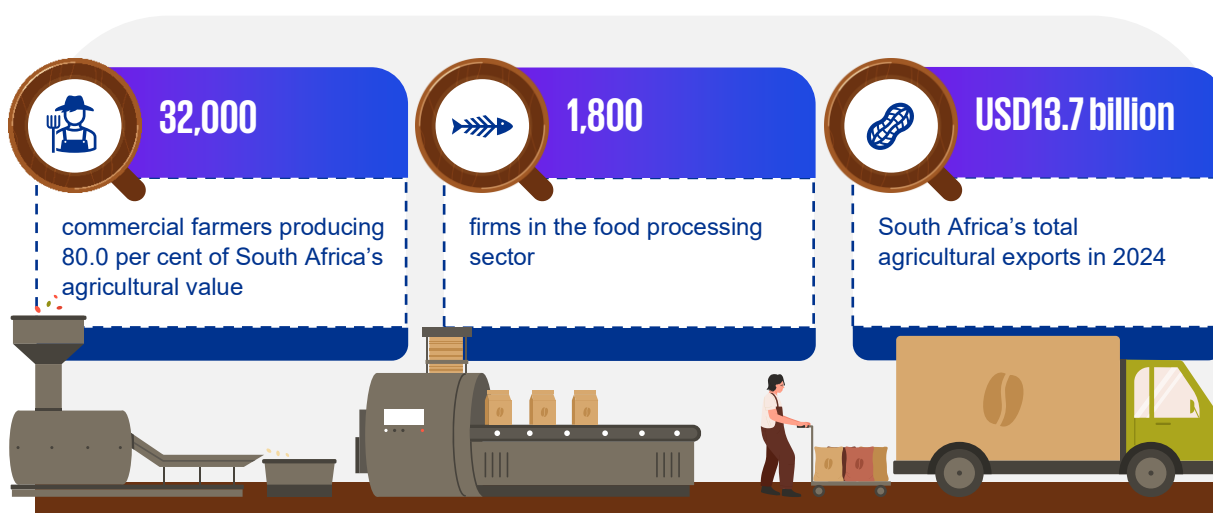 32,000
commercial farmers producing
80.0 per cent of South Africa’s
agricultural value
1,800
firms in the food processing
sector
USD13.7 billion
South Africa’s total
agricultural exports in 2024